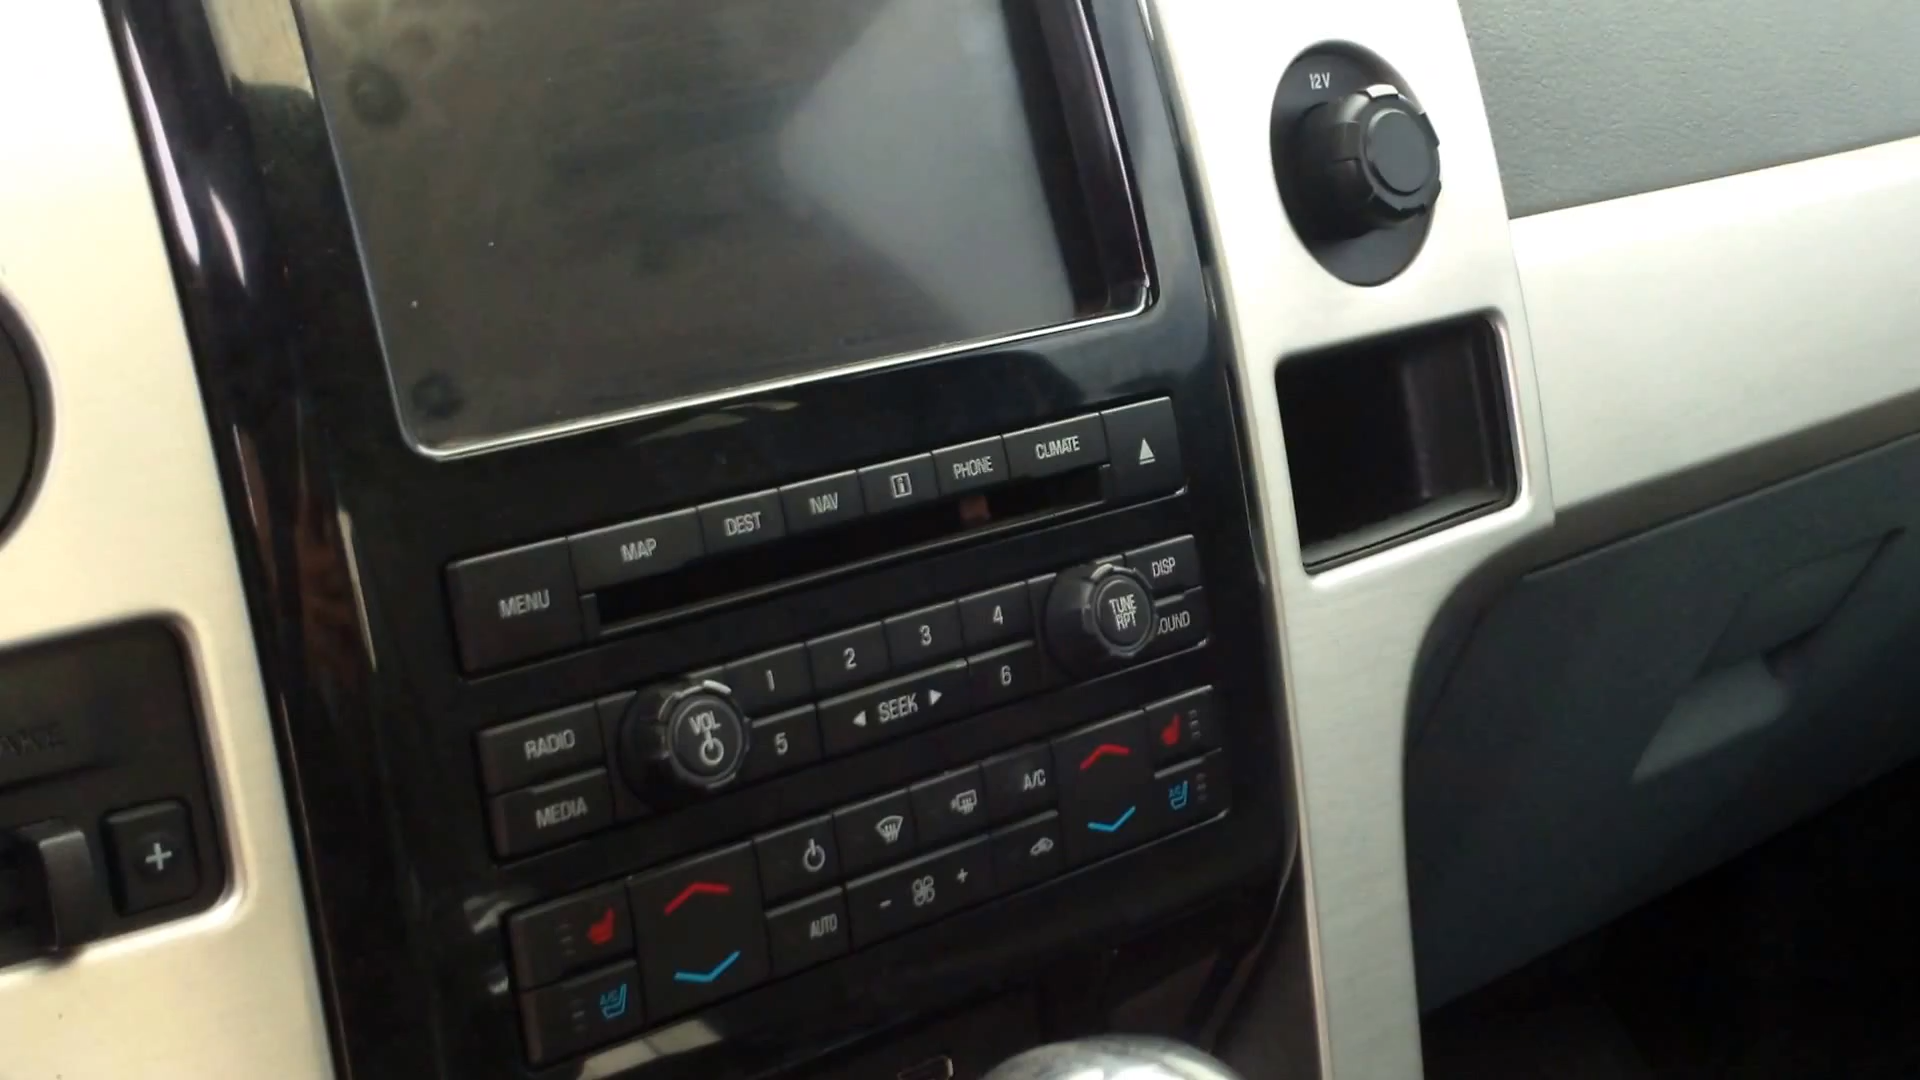 12V
MENU
MAP
DEST
NAV
i
PHONE
CLIMATE
RADIO
MEDIA
VOL
1
2
3
4
5
SEEK
6
TUNE
RPT
DISP
OUND
A/C
AUTO
- +
A/C
A/C
+